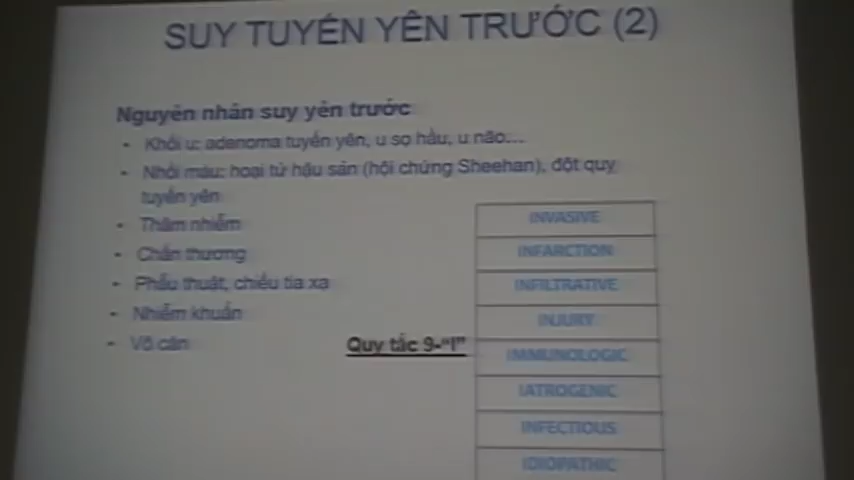 SUY TUYẾN YÊN TRƯỚC (2)
Nguyên nhân suy yên trước
- Khối u: adenoma tuyến yên, u sọ hầu, u não…
- Nhồi máu: hoại tử hậu sản (hội chứng Sheehan), đột quỵ
tuyến yên
- Thâm nhiễm
- Chấn thương
- Phẫu thuật, chiếu tia xạ
- Nhiễm khuẩn
- Vô căn
Quy tắc 9-“I”
INVASIVE
INFARCTION
INFILTRATIVE
INJURY
IMMUNOLOGIC
IATROGENIC
INFECTIOUS
IDIOPATHIC